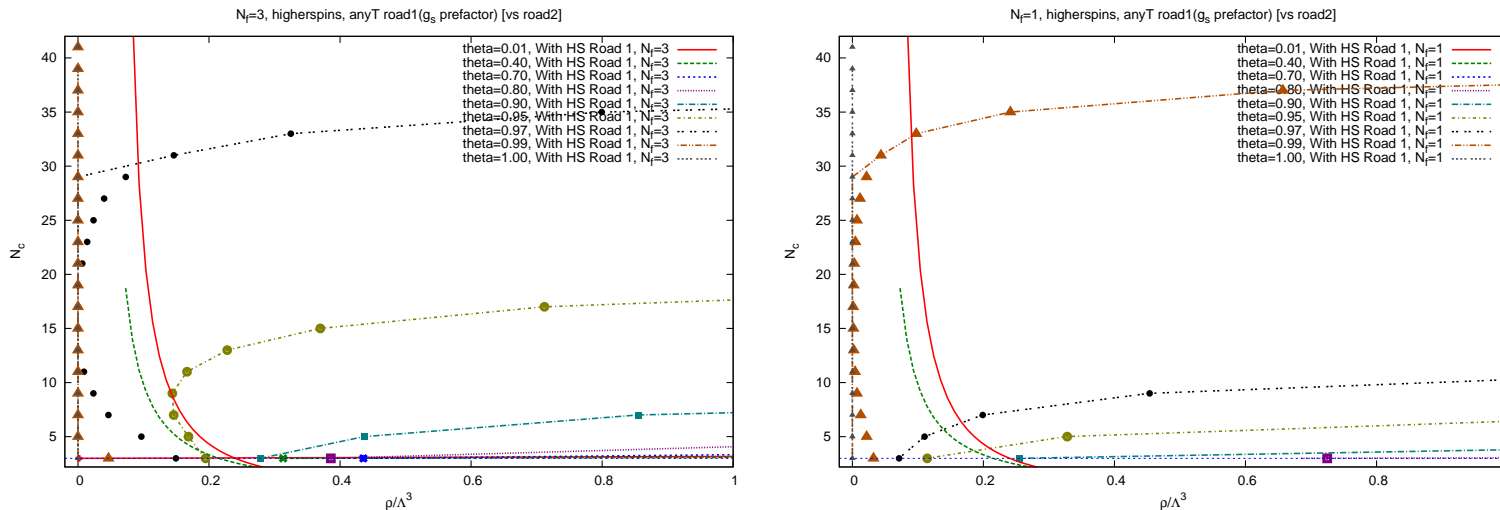 N_f=3, higherspins, anyT road1(g_s prefactor) [vs road2]
40
35
30
25
20
15
10
5
N_c
theta=0.01, With HS Road 1, N_f=3
theta=0.40, With HS Road 1, N_f=3
theta=0.70, With HS Road 1, N_f=3
theta=0.80, With HS Road 1, N_f=3
theta=0.90, With HS Road 1, N_f=3
theta=0.95, With HS Road 1, N_f=3
theta=0.97, With HS Road 1, N_f=3
theta=0.99, With HS Road 1, N_f=3
theta=1.00, With HS Road 1, N_f=3
0 0.2 0.4 0.6 0.8 1
ρ/Λ^3
N_f=1, higherspins, anyT road1(g_s prefactor) [vs road2]
40
35
30
25
20
15
10
5
N_c
theta=0.01, With HS Road 1, N_f=1
theta=0.40, With HS Road 1, N_f=1
theta=0.70, With HS Road 1, N_f=1
theta=0.80, With HS Road 1, N_f=1
theta=0.90, With HS Road 1, N_f=1
theta=0.95, With HS Road 1, N_f=1
theta=0.97, With HS Road 1, N_f=1
theta=0.99, With HS Road 1, N_f=1
theta=1.00, With HS Road 1, N_f=1
0 0.2 0.4 0.6 0.8
ρ/Λ^3